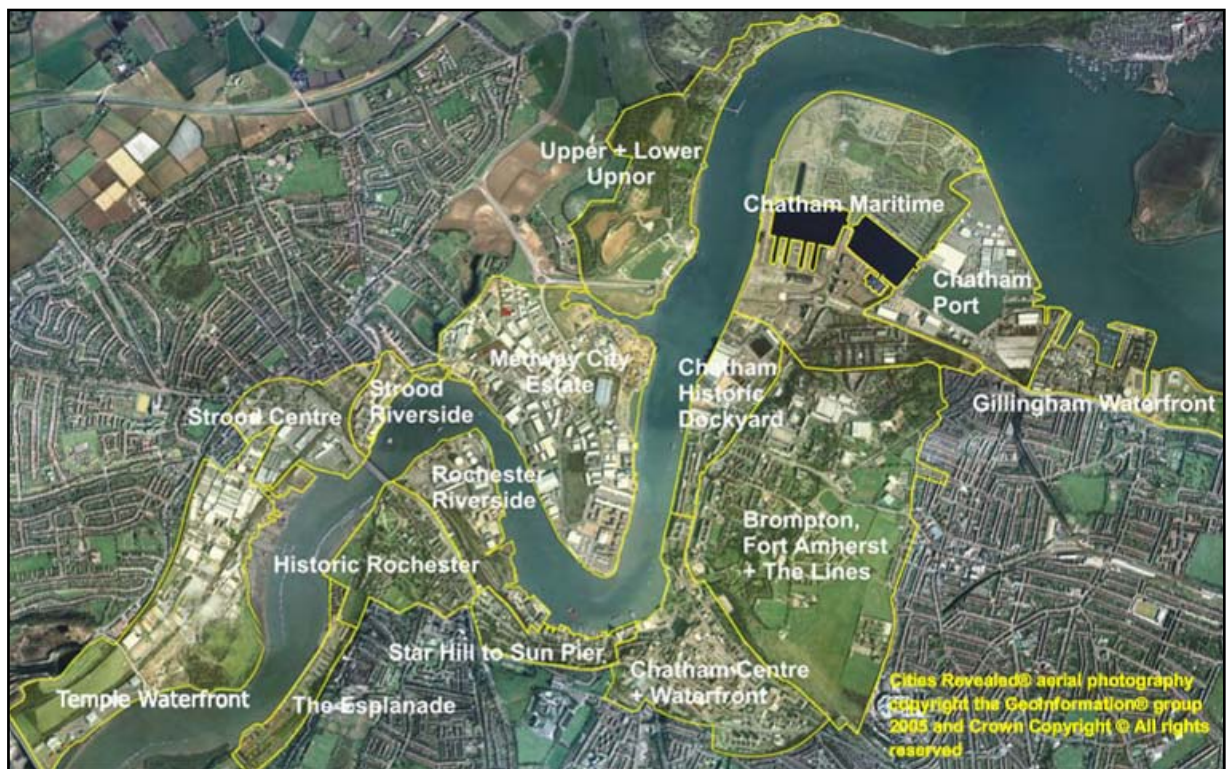 Upper + Lower
Upnor
Chatham Maritime
Chatham
Port
Medway City
Estate
Strood
Riverside
Strood Centre
Chatham
Historic
Dockyard
Gillingham Waterfront
Rochester
Riverside
Brompton,
Fort Amherst
+ The Lines
Historic Rochester
Star Hill to Sun Pier
Chatham Centre
+ Waterfront
Temple Waterfront
The Esplanade
Cities Revealed® aerial photography
copyright the GeoInformation® group
2005 and Crown Copyright © All rights
reserved